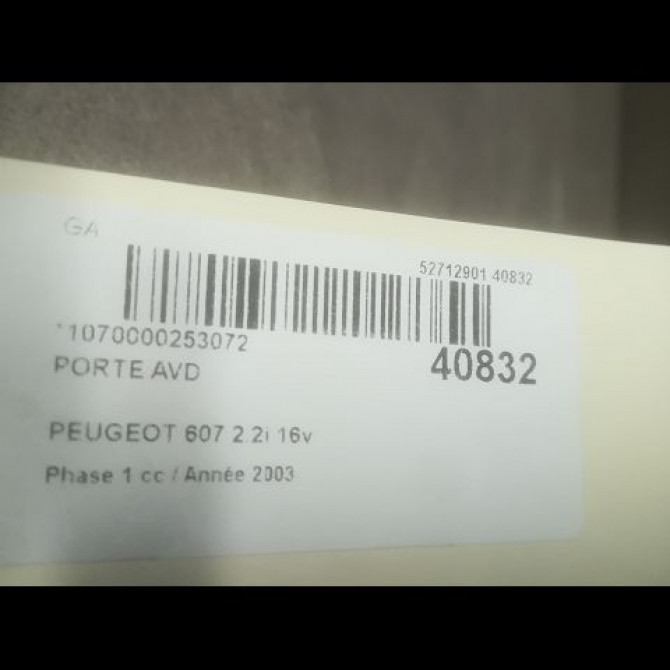 GA
52712901 40832
*1070000253072
40832
PORTE AVD
PEUGEOT 607 2.2i 16v
Phase 1 cc / Année 2003